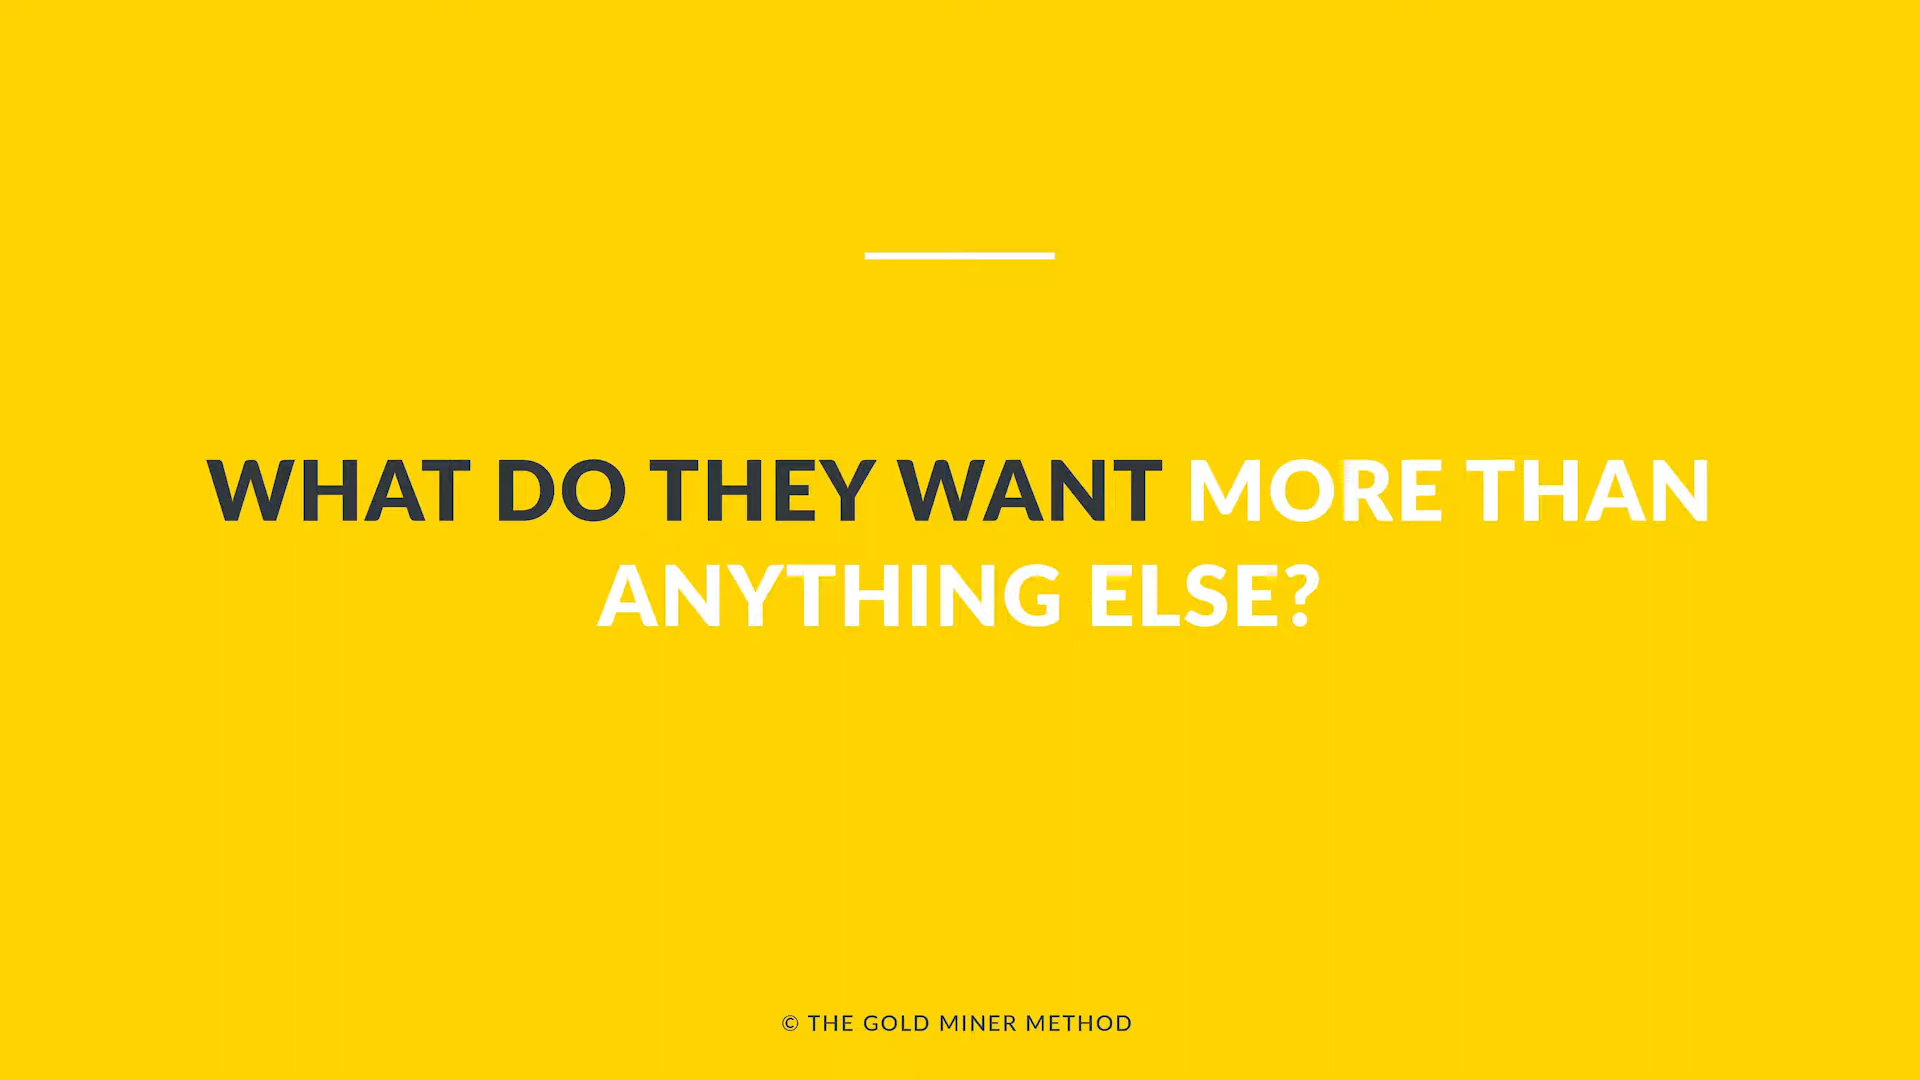 WHAT DO THEY WANT MORE THAN
ANYTHING ELSE?
© THE GOLD MINER METHOD